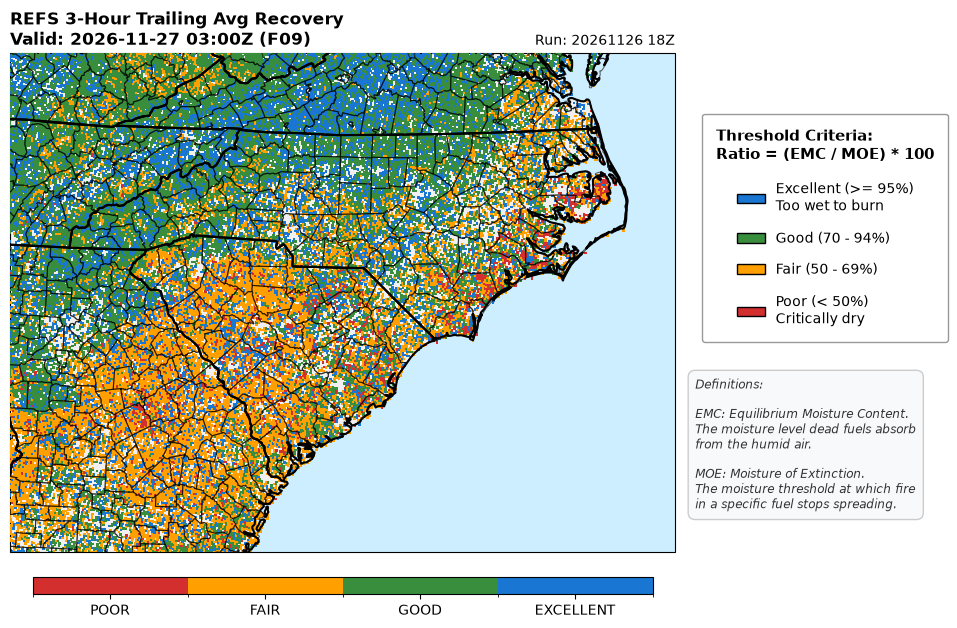 REFS 3-Hour Trailing Avg Recovery
Valid: 2026-11-27 03:00Z (F09)
Run: 20261126 18Z
Threshold Criteria:
Ratio = (EMC / MOE) * 100
Excellent (>= 95%)
Too wet to burn
Good (70 - 94%)
Fair (50 - 69%)
Poor (< 50%)
Critically dry
Definitions:
EMC: Equilibrium Moisture Content.
The moisture level dead fuels absorb
from the humid air.
MOE: Moisture of Extinction.
The moisture threshold at which fire
in a specific fuel stops spreading.
POOR
FAIR
GOOD
EXCELLENT